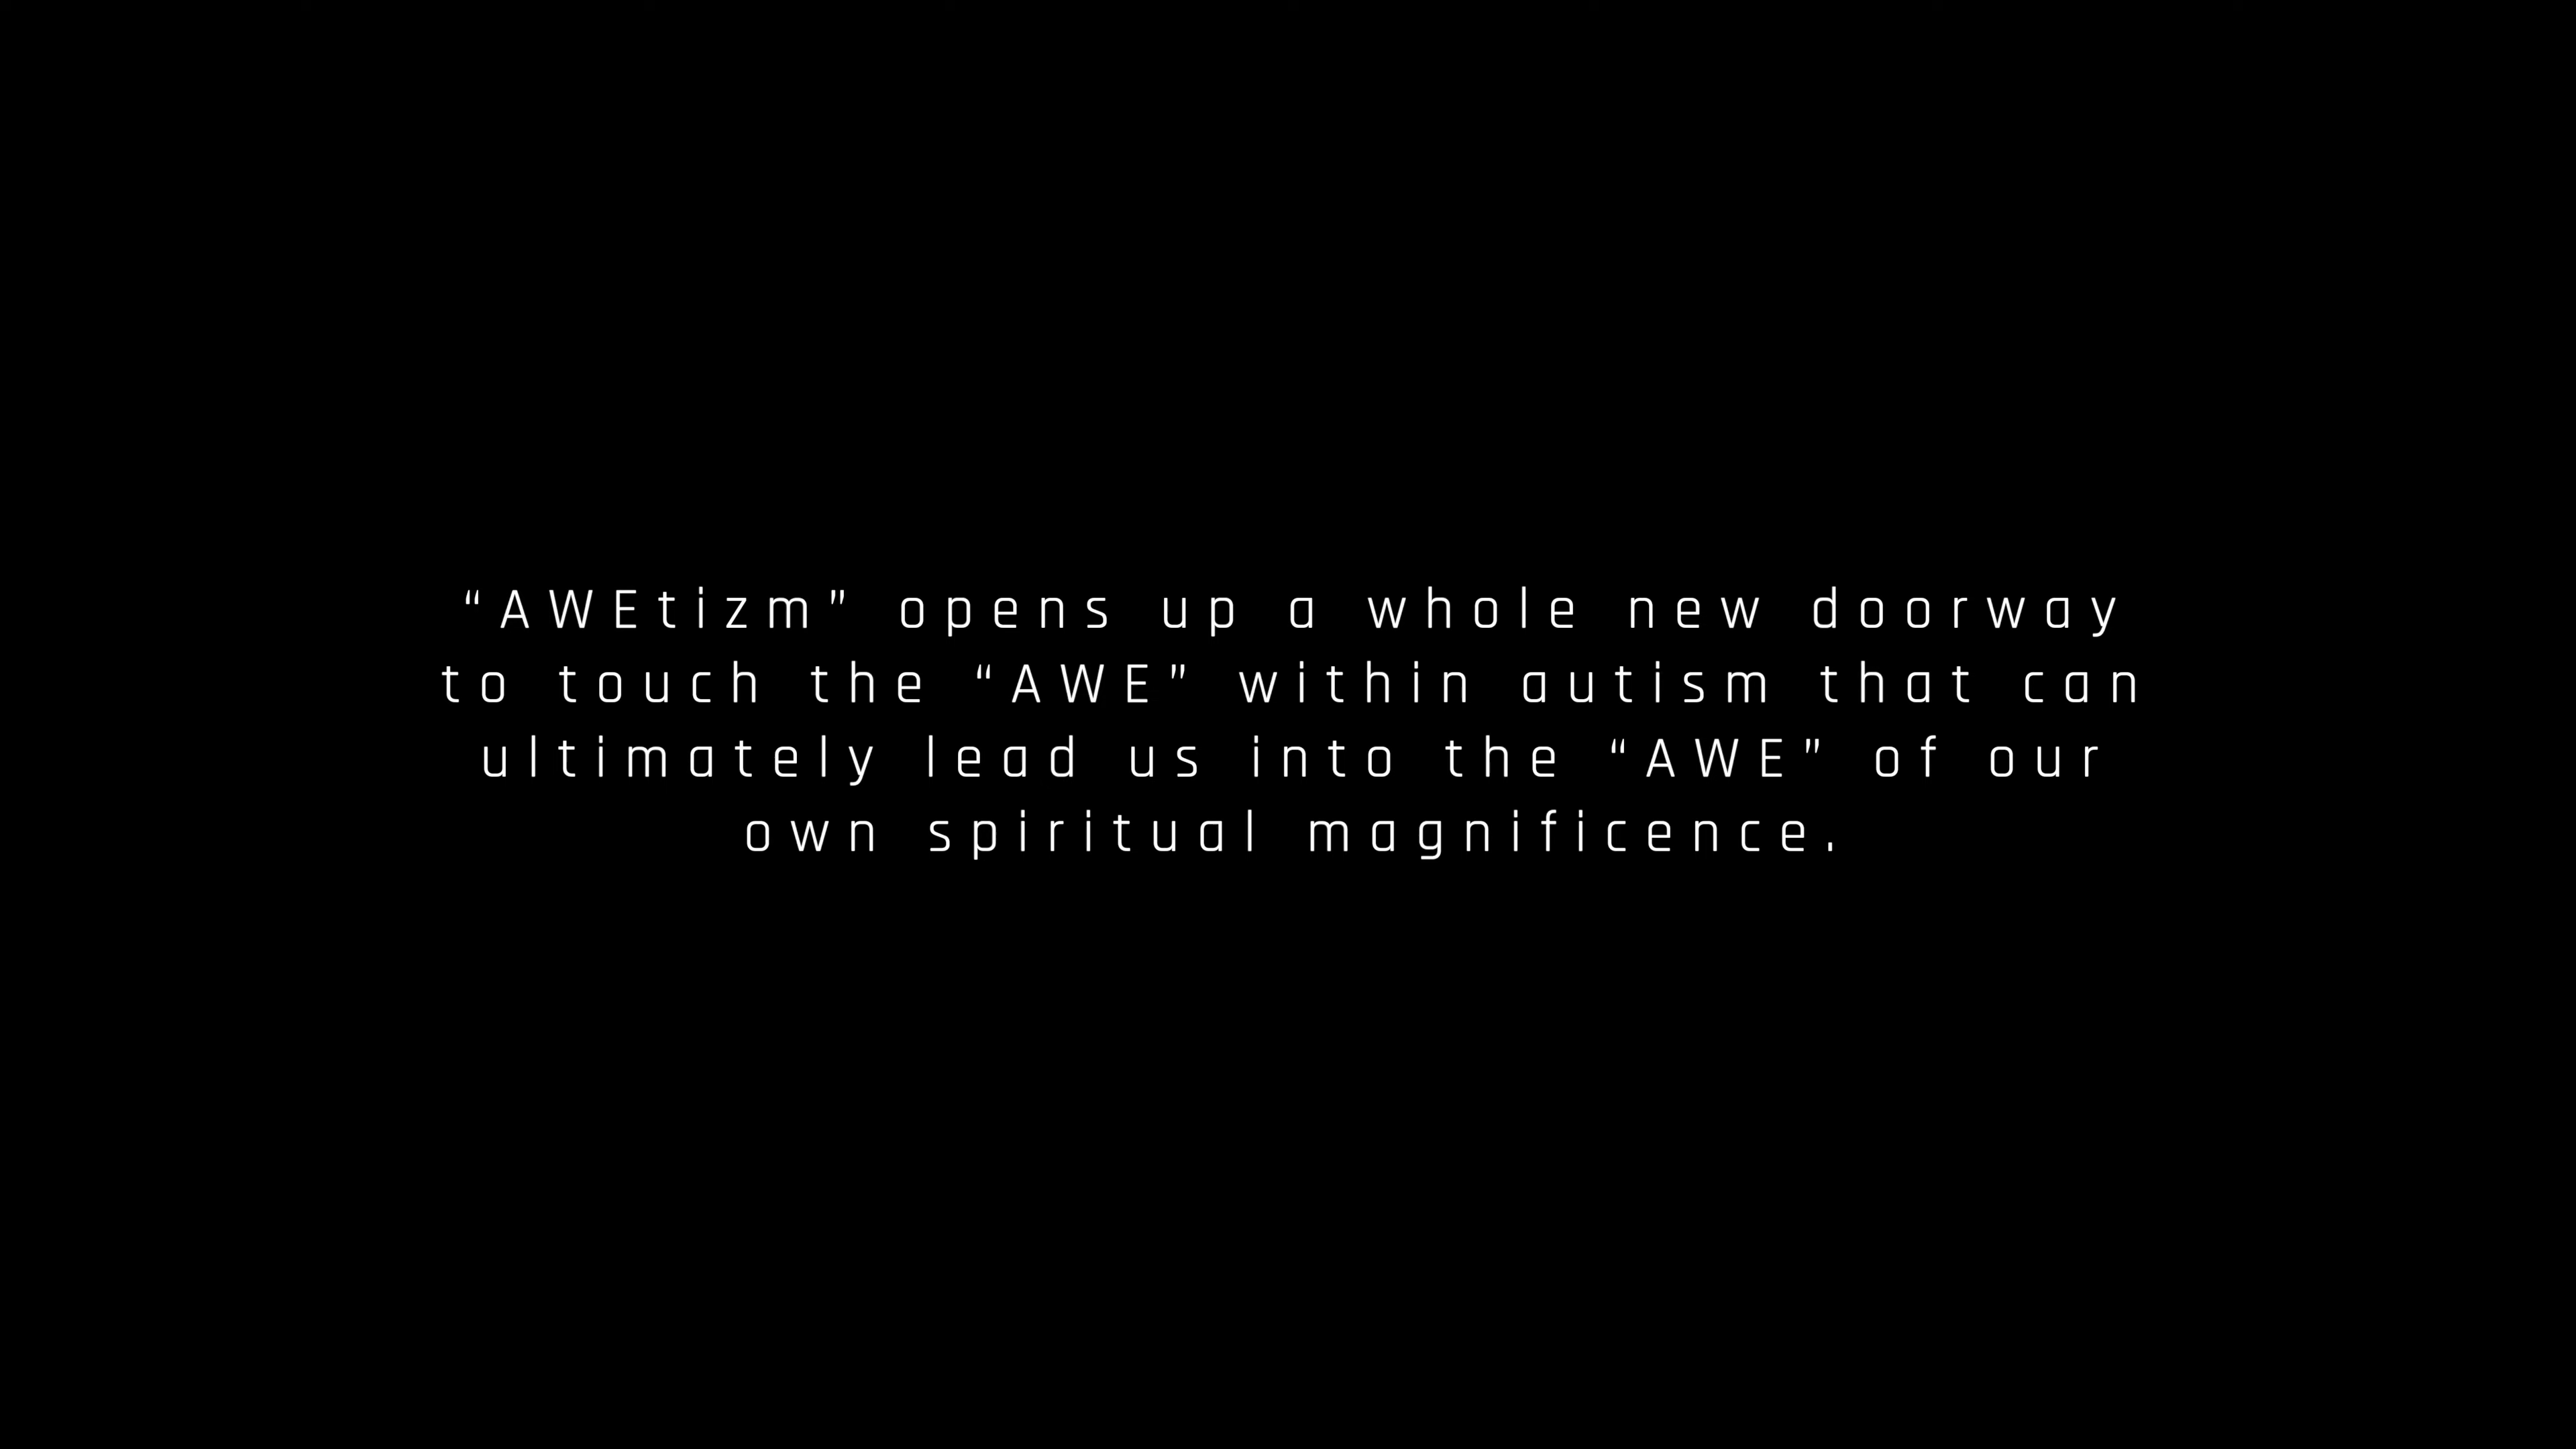 “AWEtizm” opens up a whole new doorway
to touch the “AWE” within autism that can
ultimately lead us into the “AWE” of our
own spiritual magnificence.